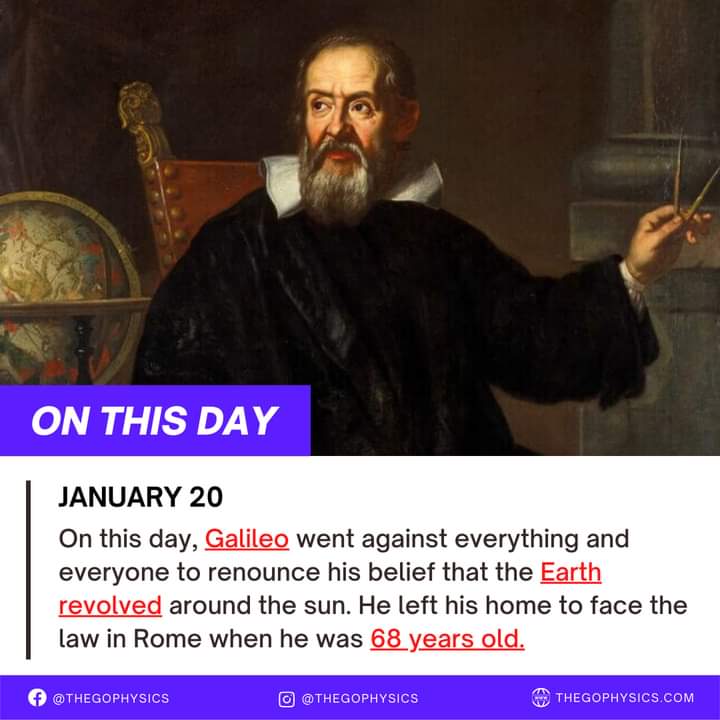 ON THIS DAY
JANUARY 20
On this day, Galileo went against everything and
everyone to renounce his belief that the Earth
revolved around the sun. He left his home to face the
law in Rome when he was 68 years old.
@THEGOPHYSICS
@THEGOPHYSICS
THEGOPHYSICS.COM